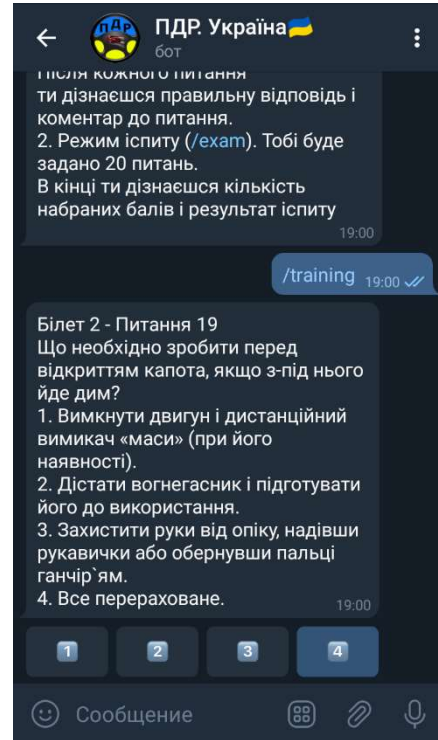 ПДР. Україна
бот
Після кожного питання
ти дізнаєшся правильну відповідь і
коментар до питання.
2. Режим іспиту (/exam). Тобі буде
задано 20 питань.
В кінці ти дізнаєшся кількість
набраних балів і результат іспиту
19:00
/training 19:00
Білет 2 - Питання 19
Що необхідно зробити перед
відкриттям капота, якщо з-під нього
йде дим?
1. Вимкнути двигун і дистанційний
вимикач «маси» (при його
наявності).
2. Дістати вогнегасник і підготувати
його до використання.
3. Захистити руки від опіку, надівши
рукавички або обернувши пальці
ганчір`ям.
4. Все перераховане.
19:00
1 2 3 4
Сообщение